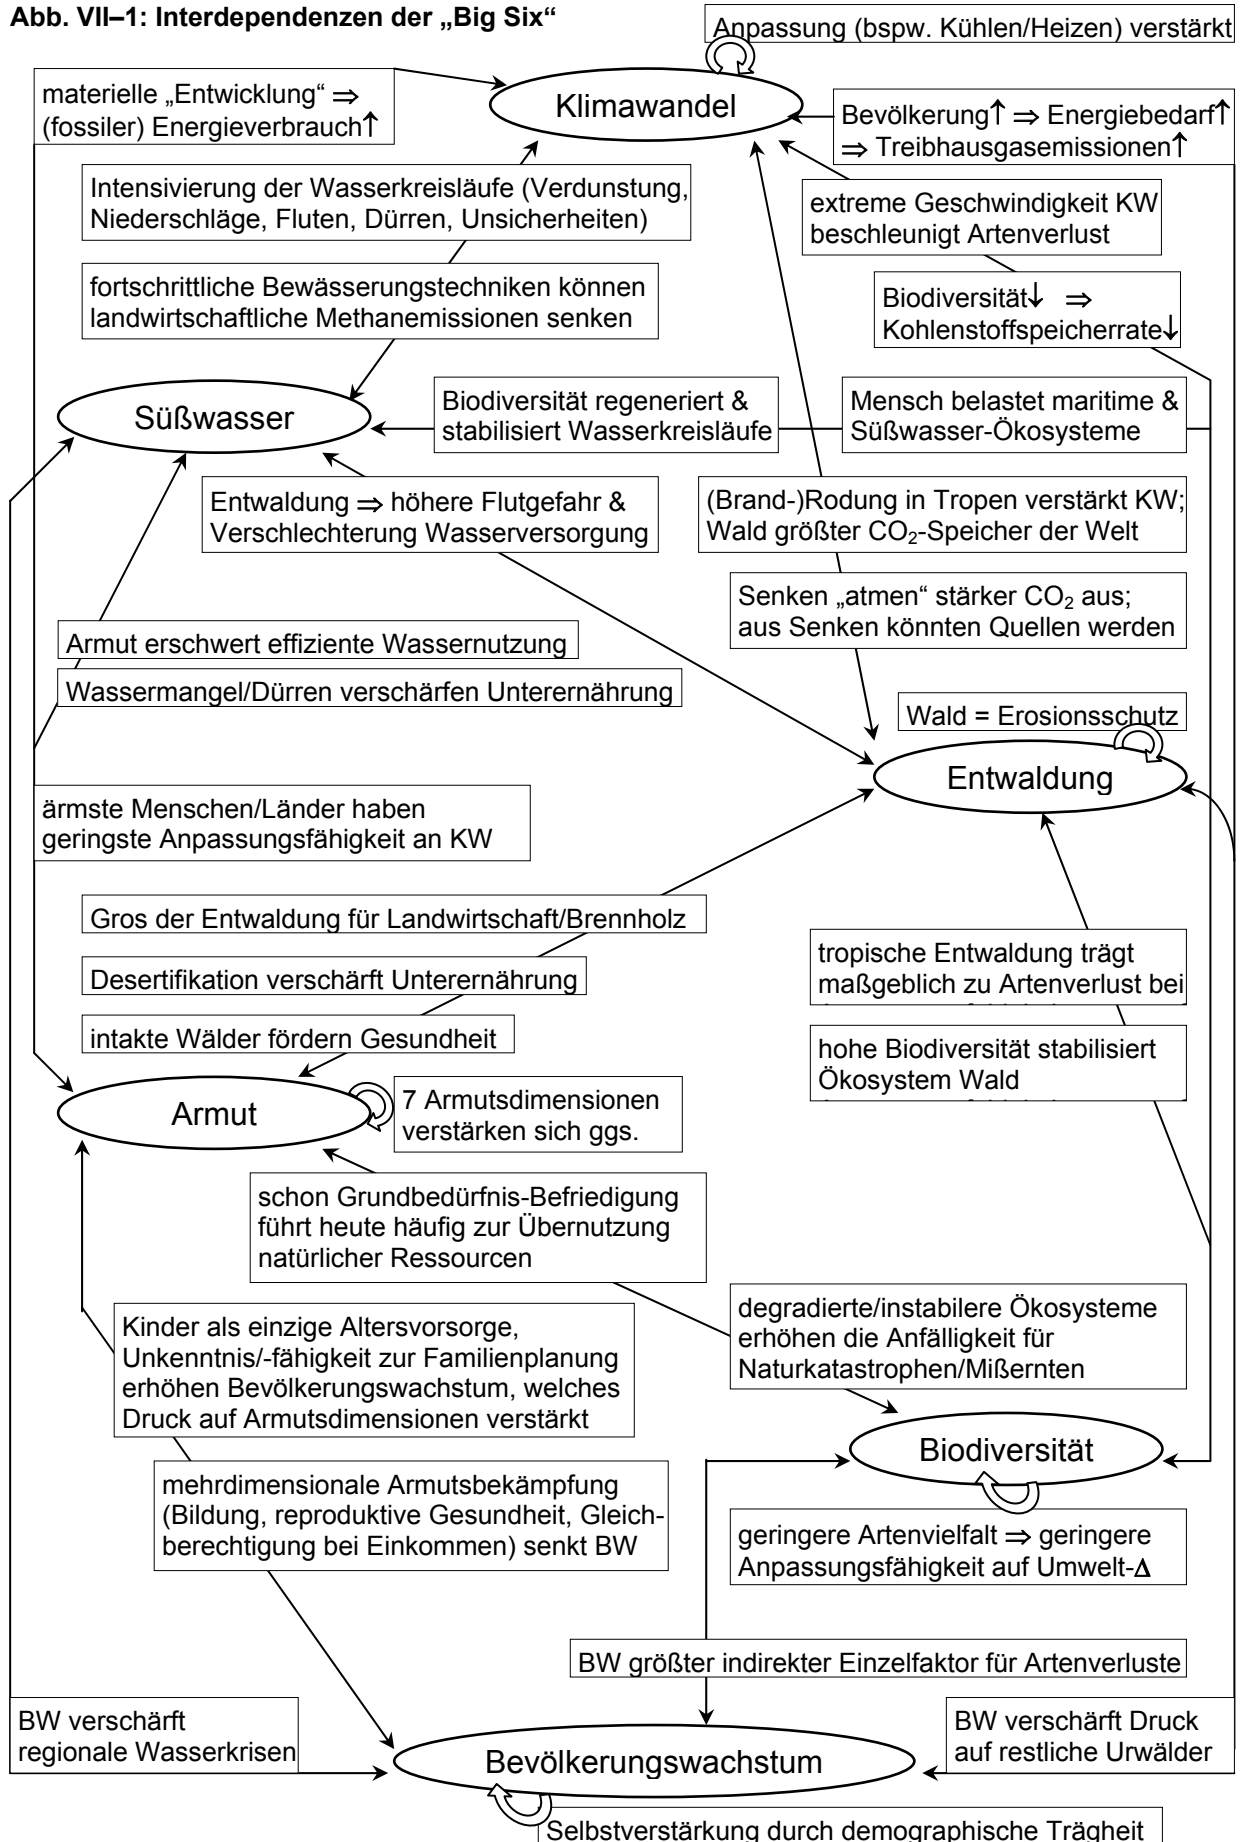 Abb. VII–1: Interdependenzen der „Big Six“
Anpassung (bspw. Kühlen/Heizen) verstärkt
materielle „Entwicklung“ ⇒
(fossiler) Energieverbrauch↑
Klimawandel
Bevölkerung↑ ⇒ Energiebedarf↑
⇒ Treibhausgasemissionen↑
Intensivierung der Wasserkreisläufe (Verdunstung,
Niederschläge, Fluten, Dürren, Unsicherheiten)
extreme Geschwindigkeit KW
beschleunigt Artenverlust
fortschrittliche Bewässerungstechniken können
landwirtschaftliche Methanemissionen senken
Biodiversität↓ ⇒
Kohlenstoffspeicherrate↓
Süßwasser
Biodiversität regeneriert &
stabilisiert Wasserkreisläufe
Mensch belastet maritime &
Süßwasser-Ökosysteme
Entwaldung ⇒ höhere Flutgefahr &
Verschlechterung Wasserversorgung
(Brand-)Rodung in Tropen verstärkt KW;
Wald größter CO₂-Speicher der Welt
Senken „atmen“ stärker CO₂ aus;
aus Senken könnten Quellen werden
Armut erschwert effiziente Wassernutzung
Wassermangel/Dürren verschärfen Unterernährung
Wald = Erosionsschutz
Entwaldung
ärmste Menschen/Länder haben
geringste Anpassungsfähigkeit an KW
Gros der Entwaldung für Landwirtschaft/Brennholz
Desertifikation verschärft Unterernährung
intakte Wälder fördern Gesundheit
tropische Entwaldung trägt
maßgeblich zu Artenverlust bei
hohe Biodiversität stabilisiert
Ökosystem Wald
Armut
7 Armutsdimensionen
verstärken sich ggs.
schon Grundbedürfnis-Befriedigung
führt heute häufig zur Übernutzung
natürlicher Ressourcen
degradierte/instabilere Ökosysteme
erhöhen die Anfälligkeit für
Naturkatastrophen/Mißernten
Kinder als einzige Altersvorsorge,
Unkenntnis/-fähigkeit zur Familienplanung
erhöhen Bevölkerungswachstum, welches
Druck auf Armutsdimensionen verstärkt
Biodiversität
mehrdimensionale Armutsbekämpfung
(Bildung, reproduktive Gesundheit, Gleich-
berechtigung bei Einkommen) senkt BW
geringere Artenvielfalt ⇒ geringere
Anpassungsfähigkeit auf Umwelt-Δ
BW größter indirekter Einzelfaktor für Artenverluste
BW verschärft
regionale Wasserkrisen
Bevölkerungswachstum
BW verschärft Druck
auf restliche Urwälder
Selbstverstärkung durch demographische Trägheit